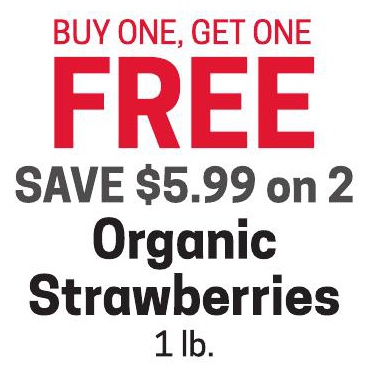 BUY ONE, GET ONE
FREE
SAVE $5.99 on 2
Organic
Strawberries
1 lb.